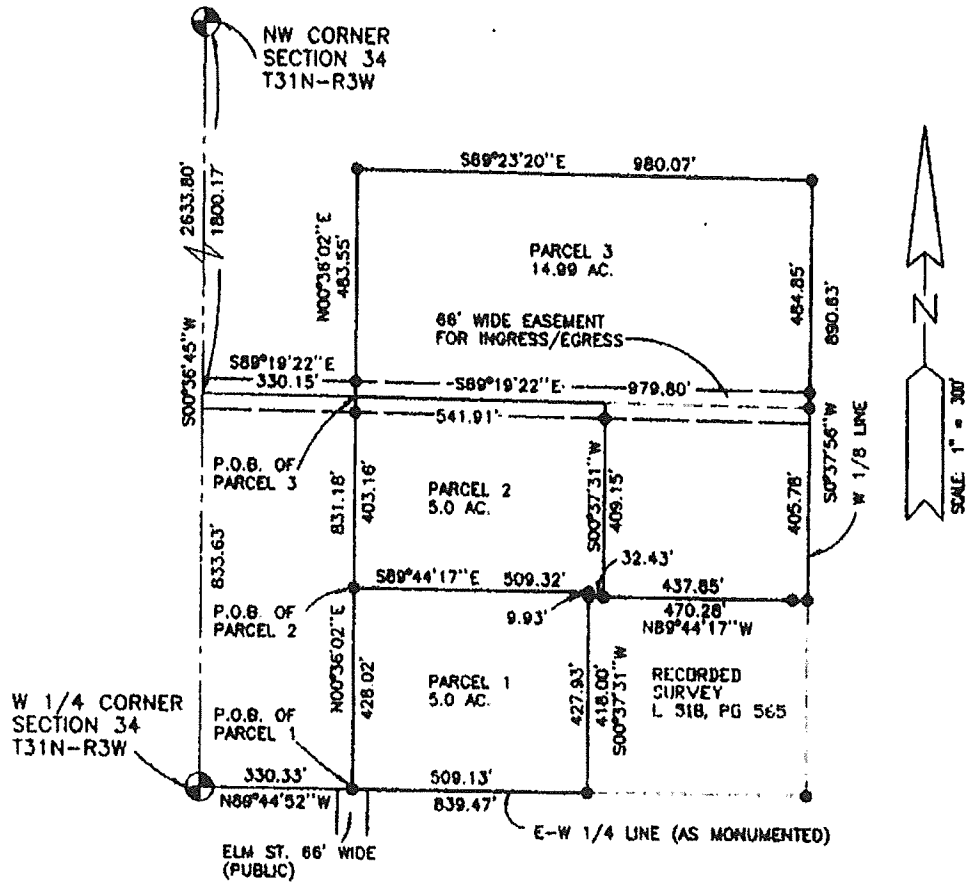 NW CORNER
SECTION 34
T31N-R3W
2633.80'
1800.17'
S89°23'20"E 980.07'
N00°36'02"E
483.55'
PARCEL 3
14.99 AC.
484.85'
890.63'
66' WIDE EASEMENT
FOR INGRESS/EGRESS
S00°36'45"W
S89°19'22"E
330.15'
S89°19'22"E 979.80'
541.91'
P.O.B. OF
PARCEL 3
831.18'
403.16'
PARCEL 2
5.0 AC.
S00°37'31"W
409.15'
405.78'
S0°37'56"W
W 1/8 LINE
N
SCALE: 1" = 300'
833.63'
S89°44'17"E 509.32'
32.43'
437.85'
9.93'
470.28'
N89°44'17"W
P.O.B. OF
PARCEL 2
N00°36'02"E
428.02'
PARCEL 1
5.0 AC.
427.93'
418.00'
S00°37'31"W
RECORDED
SURVEY
L 518, PG 565
W 1/4 CORNER
SECTION 34
T31N-R3W
P.O.B. OF
PARCEL 1
330.33'
N89°44'52"W
509.13'
839.47'
E-W 1/4 LINE (AS MONUMENTED)
ELM ST. 66' WIDE
(PUBLIC)